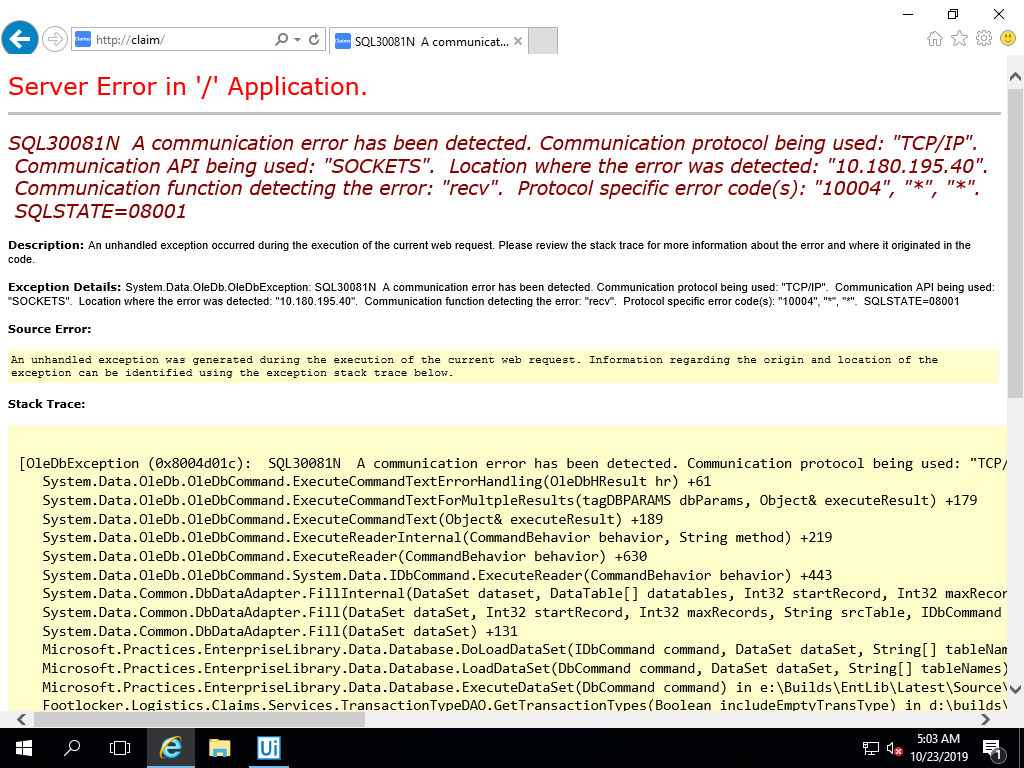 Claims http://claim/
Claims SQL30081N A communicat...
Server Error in '/' Application.
SQL30081N A communication error has been detected. Communication protocol being used: "TCP/IP".
Communication API being used: "SOCKETS". Location where the error was detected: "10.180.195.40".
Communication function detecting the error: "recv". Protocol specific error code(s): "10004", "*", "*".
SQLSTATE=08001
Description: An unhandled exception occurred during the execution of the current web request. Please review the stack trace for more information about the error and where it originated in the
code.
Exception Details: System.Data.OleDb.OleDbException: SQL30081N A communication error has been detected. Communication protocol being used: "TCP/IP". Communication API being used:
"SOCKETS". Location where the error was detected: "10.180.195.40". Communication function detecting the error: "recv". Protocol specific error code(s): "10004", "*", "*". SQLSTATE=08001
Source Error:
An unhandled exception was generated during the execution of the current web request. Information regarding the origin and location of the
exception can be identified using the exception stack trace below.
Stack Trace:
[OleDbException (0x8004d01c): SQL30081N A communication error has been detected. Communication protocol being used: "TCP/
System.Data.OleDb.OleDbCommand.ExecuteCommandTextErrorHandling(OleDbHResult hr) +61
System.Data.OleDb.OleDbCommand.ExecuteCommandTextForMultpleResults(tagDBPARAMS dbParams, Object& executeResult) +179
System.Data.OleDb.OleDbCommand.ExecuteCommandText(Object& executeResult) +189
System.Data.OleDb.OleDbCommand.ExecuteReaderInternal(CommandBehavior behavior, String method) +219
System.Data.OleDb.OleDbCommand.ExecuteReader(CommandBehavior behavior) +630
System.Data.OleDb.OleDbCommand.System.Data.IDbCommand.ExecuteReader(CommandBehavior behavior) +443
System.Data.Common.DbDataAdapter.FillInternal(DataSet dataset, DataTable[] datatables, Int32 startRecord, Int32 maxRecor
System.Data.Common.DbDataAdapter.Fill(DataSet dataSet, Int32 startRecord, Int32 maxRecords, String srcTable, IDbCommand
System.Data.Common.DbDataAdapter.Fill(DataSet dataSet) +131
Microsoft.Practices.EnterpriseLibrary.Data.Database.DoLoadDataSet(IDbCommand command, DataSet dataSet, String[] tableNam
Microsoft.Practices.EnterpriseLibrary.Data.Database.LoadDataSet(DbCommand command, DataSet dataSet, String[] tableNames)
Microsoft.Practices.EnterpriseLibrary.Data.Database.ExecuteDataSet(DbCommand command) in e:\Builds\EntLib\Latest\Source\
Footlocker.Logistics.Claims.Services.TransactionTypeDAO.GetTransactionTypes(Boolean includeEmptyTransType) in d:\builds\
Ui
5:03 AM
10/23/2019
1